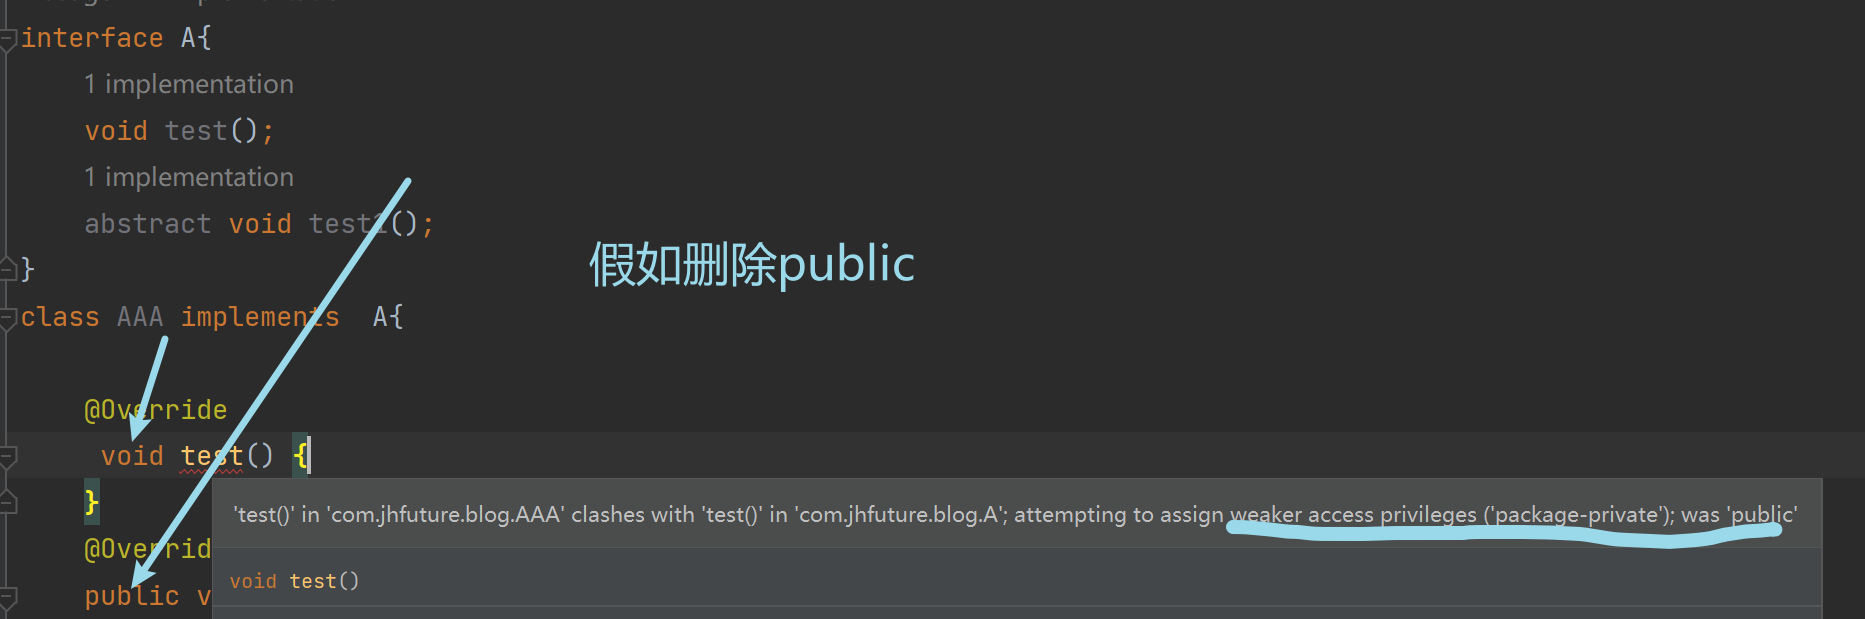 interface A{
1 implementation
void test();
1 implementation
abstract void test1();
}
假如删除public
class AAA implements A{
@Override
void test() {
}
'test()' in 'com.jhfuture.blog.AAA' clashes with 'test()' in 'com.jhfuture.blog.A'; attempting to assign weaker access privileges ('package-private'); was 'public'
@Overrid
void test()
public v